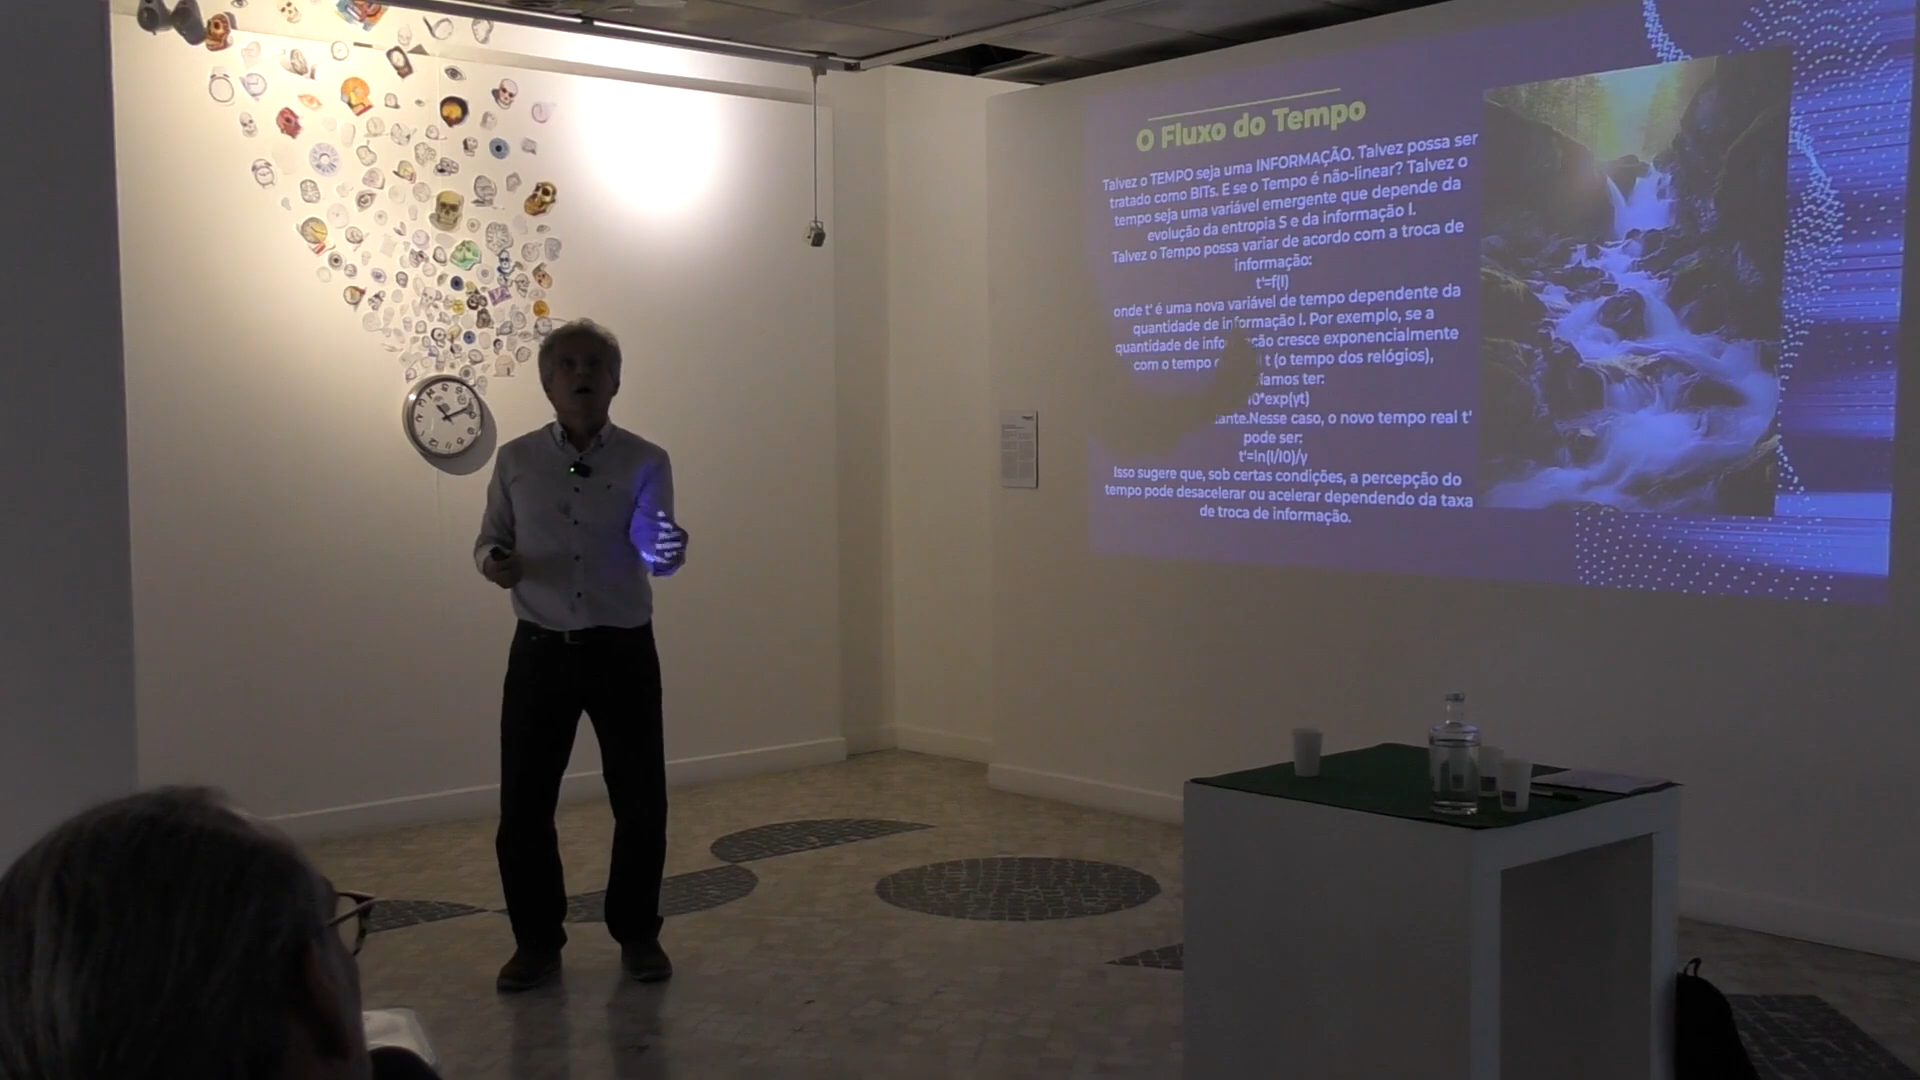 O Fluxo do Tempo
Talvez o TEMPO seja uma INFORMAÇÃO. Talvez possa ser
tratado como BITs. E se o Tempo é não-linear? Talvez o
tempo seja uma variável emergente que depende da
evolução da entropia S e da informação I.
Talvez o Tempo possa variar de acordo com a troca de
informação:
t'=f(I)
onde t' é uma nova variável de tempo dependente da
quantidade de informação I. Por exemplo, se a
quantidade de informação cresce exponencialmente
com o tempo t (o tempo dos relógios),
ter:
0*exp(γt)
Nesse caso, o novo tempo real t'
pode ser:
t'=ln(I/I0)/γ
Isso sugere que, sob certas condições, a percepção do
tempo pode desacelerar ou acelerar dependendo da taxa
de troca de informação.